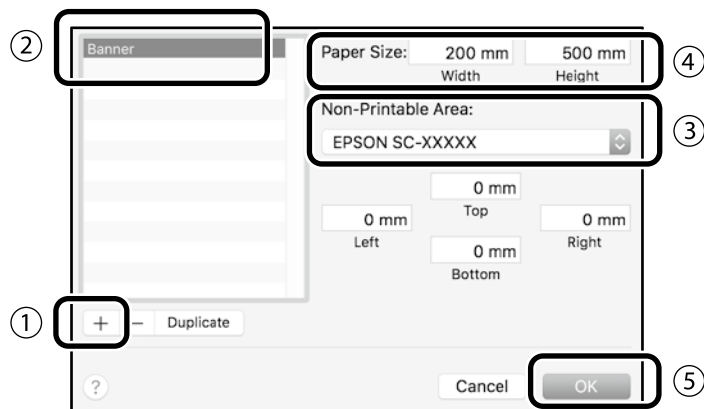 ② Banner
Paper Size: 200 mm 500 mm ④
Width Height
Non-Printable Area:
EPSON SC-XXXXX ③
0 mm
Top
0 mm 0 mm
Left Right
0 mm
Bottom
① + − Duplicate
? Cancel OK ⑤